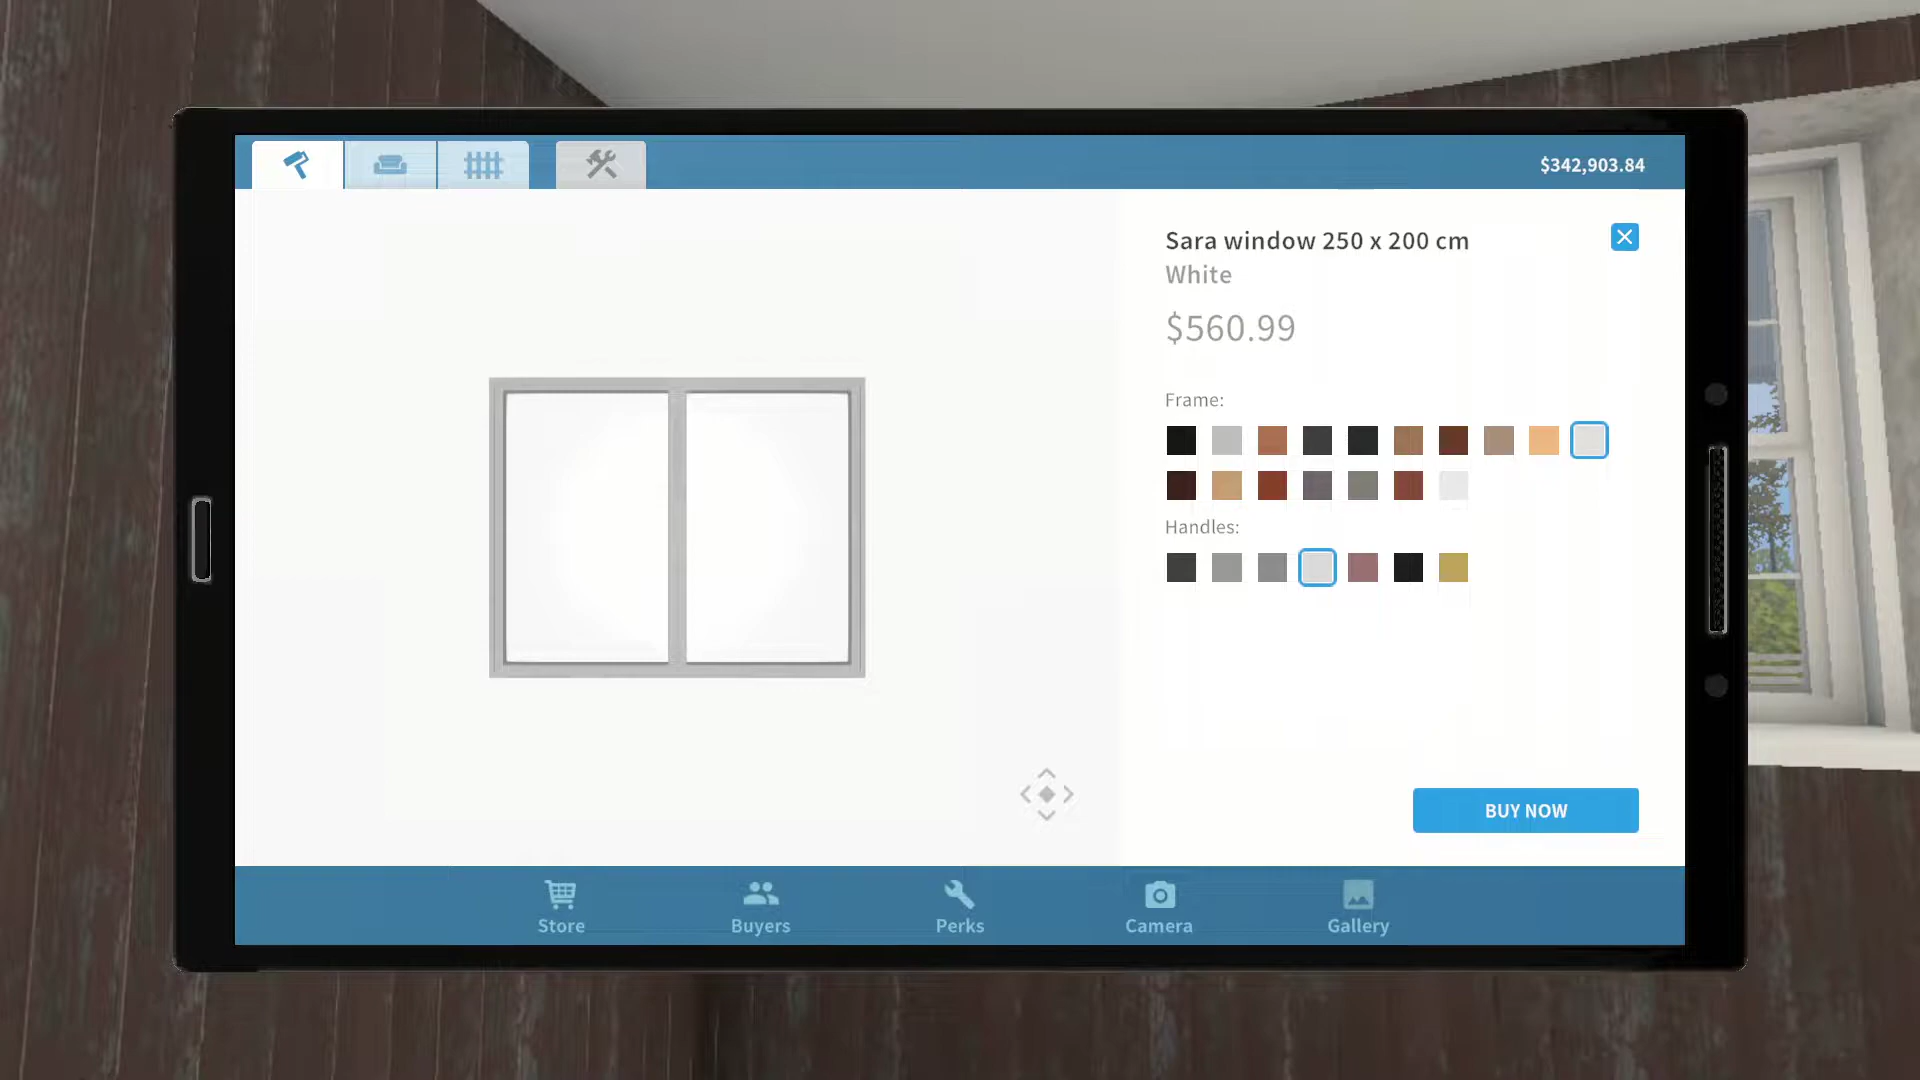 $342,903.84
Sara window 250 x 200 cm
White
$560.99
Frame:
Handles:
BUY NOW
Store
Buyers
Perks
Camera
Gallery